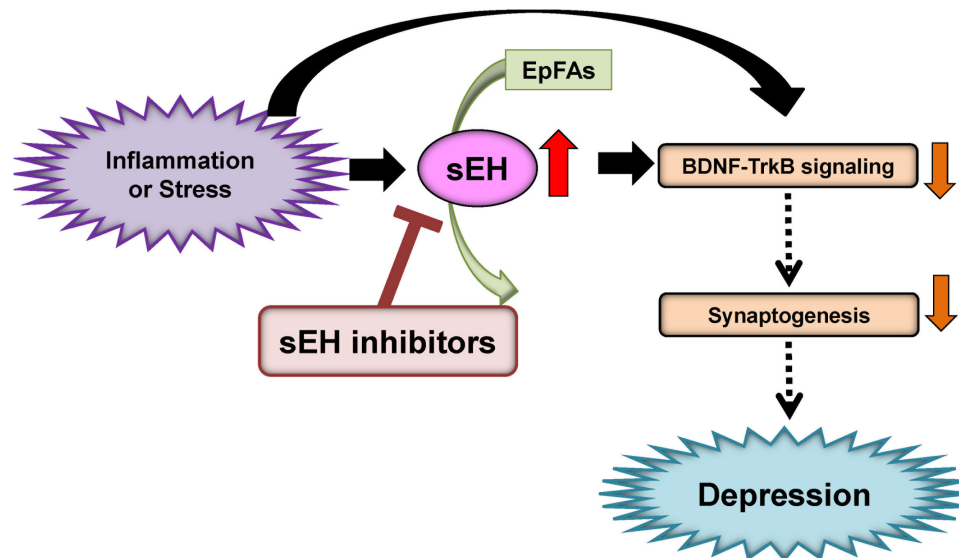 EpFAs
Inflammation
or Stress
sEH
BDNF-TrkB signaling
sEH inhibitors
Synaptogenesis
Depression